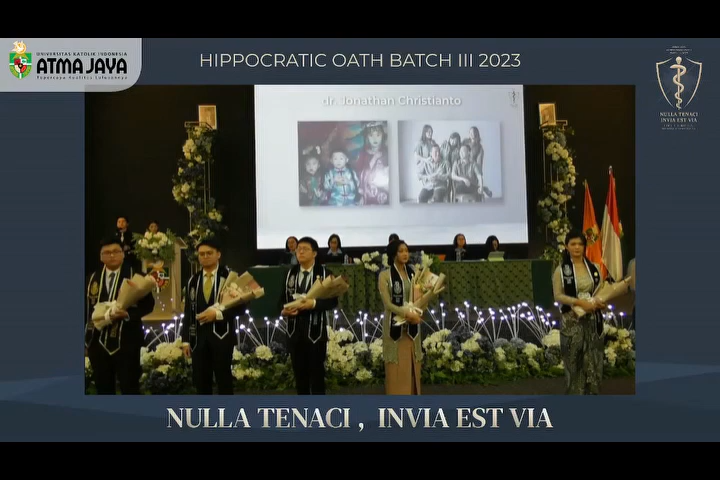 UNIVERSITAS KATOLIK INDONESIA
ATMA JAYA
HIPPOCRATIC OATH BATCH III 2023
dr. Jonathan Christianto
NULLA TENACI
INVIA EST VIA
NULLA TENACI , INVIA EST VIA